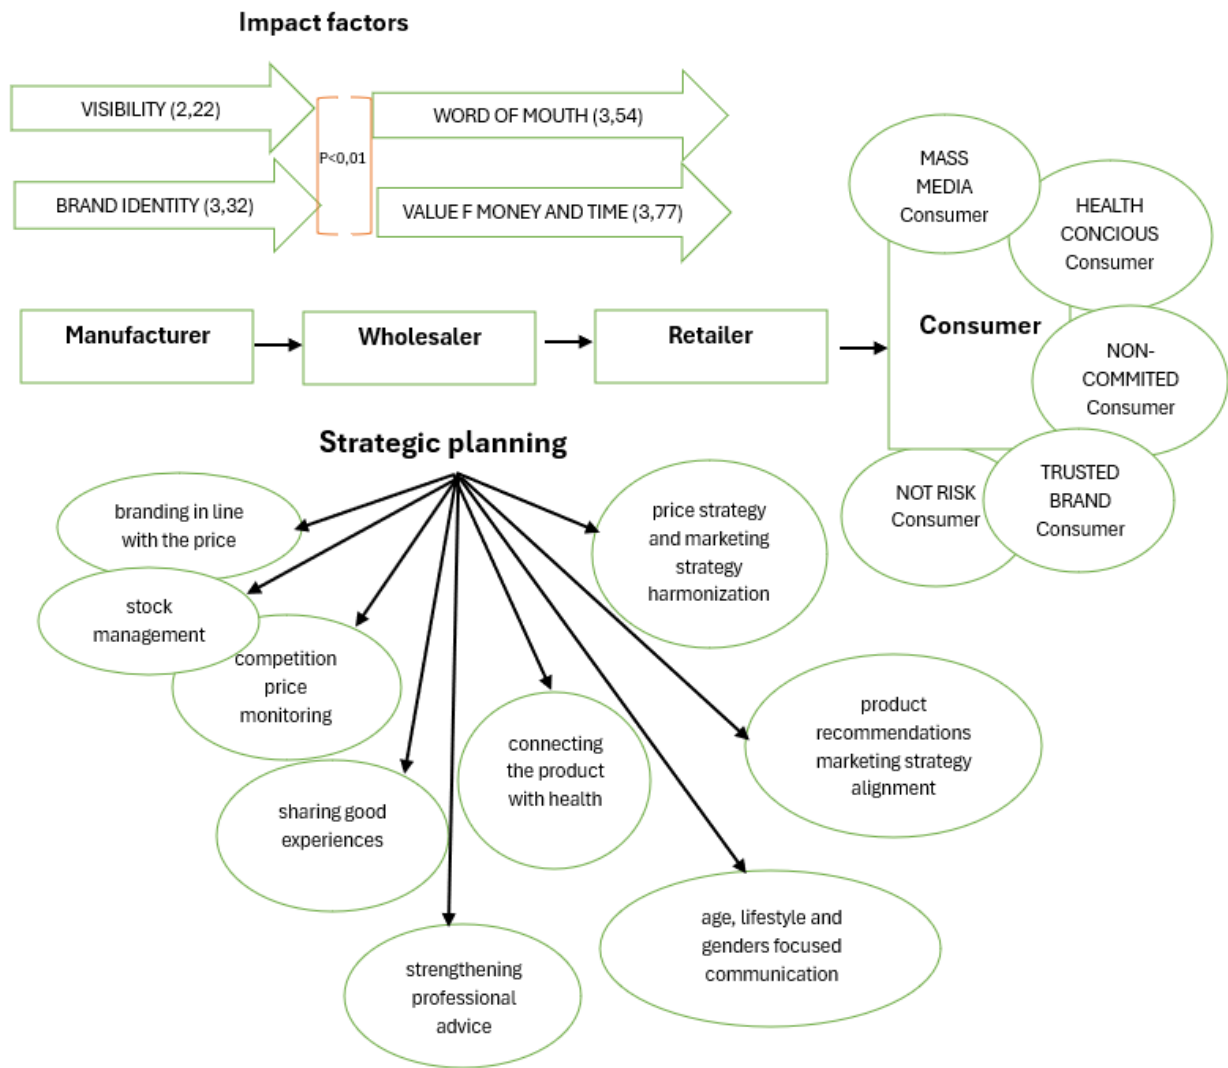 Impact factors
VISIBILITY (2,22)
WORD OF MOUTH (3,54)
P<0,01
BRAND IDENTITY (3,32)
VALUE F MONEY AND TIME (3,77)
MASS
MEDIA
Consumer
HEALTH
CONCIOUS
Consumer
Manufacturer
Wholesaler
Retailer
Consumer
NON-
COMMITED
Consumer
TRUSTED
BRAND
Consumer
NOT RISK
Consumer
Strategic planning
branding in line
with the price
stock
management
competition
price
monitoring
sharing good
experiences
strengthening
professional
advice
connecting
the product
with health
price strategy
and marketing
strategy
harmonization
product
recommendations
marketing strategy
alignment
age, lifestyle and
genders focused
communication